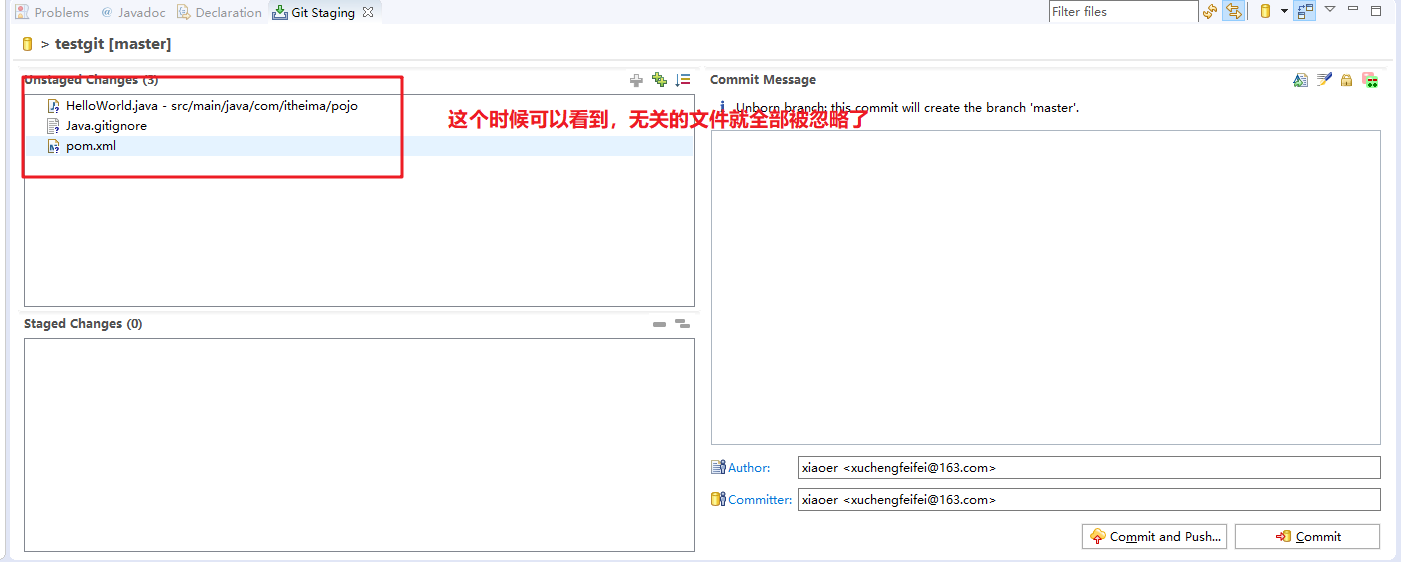 Problems @ Javadoc Declaration Git Staging
Filter files
> testgit [master]
Unstaged Changes (3)
HelloWorld.java - src/main/java/com/itheima/pojo
Java.gitignore
pom.xml
这个时候可以看到，无关的文件就全部被忽略了
Staged Changes (0)
Commit Message
Unborn branch: this commit will create the branch 'master'.
Author: xiaoer <xuchengfeifei@163.com>
Committer: xiaoer <xuchengfeifei@163.com>
Commit and Push... Commit